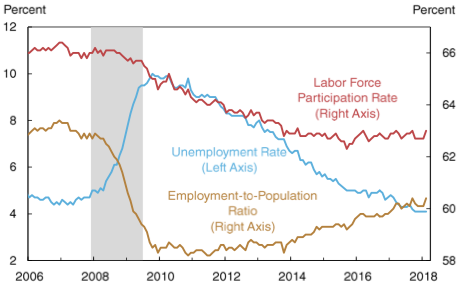 Percent Percent
12
10
8
6
4
2
66
64
62
60
58
Labor Force
Participation Rate
(Right Axis)
Unemployment Rate
(Left Axis)
Employment-to-Population
Ratio
(Right Axis)
2006 2008 2010 2012 2014 2016 2018